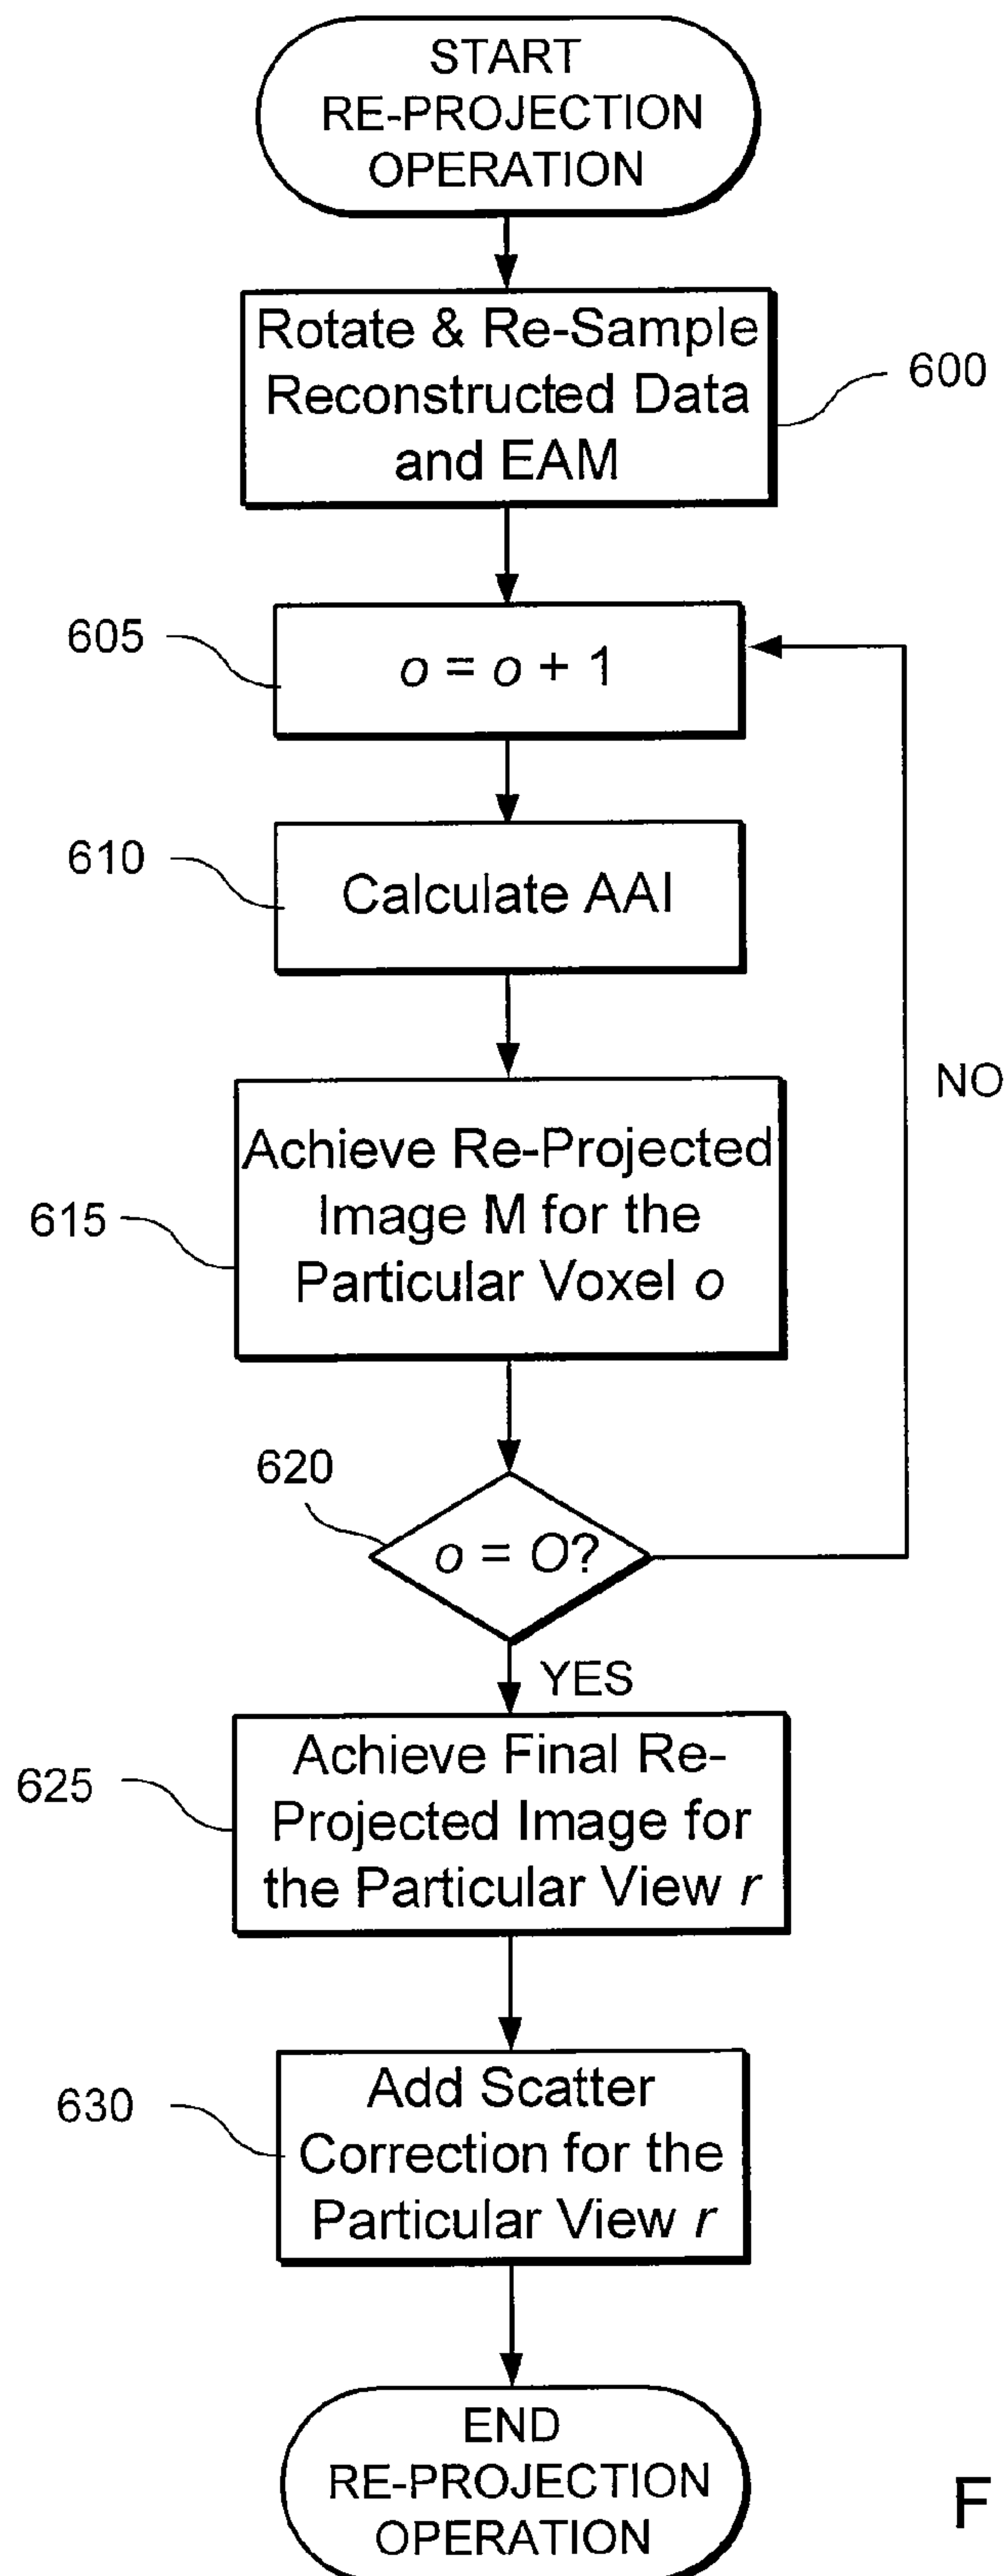 START
RE-PROJECTION
OPERATION
Rotate & Re-Sample
Reconstructed Data
and EAM
600
605
o = o + 1
610
Calculate AAI
NO
Achieve Re-Projected
Image M for the
Particular Voxel o
615
620
o = O?
YES
Achieve Final Re-
Projected Image for
the Particular View r
625
Add Scatter
Correction for the
Particular View r
630
END
RE-PROJECTION
OPERATION
F